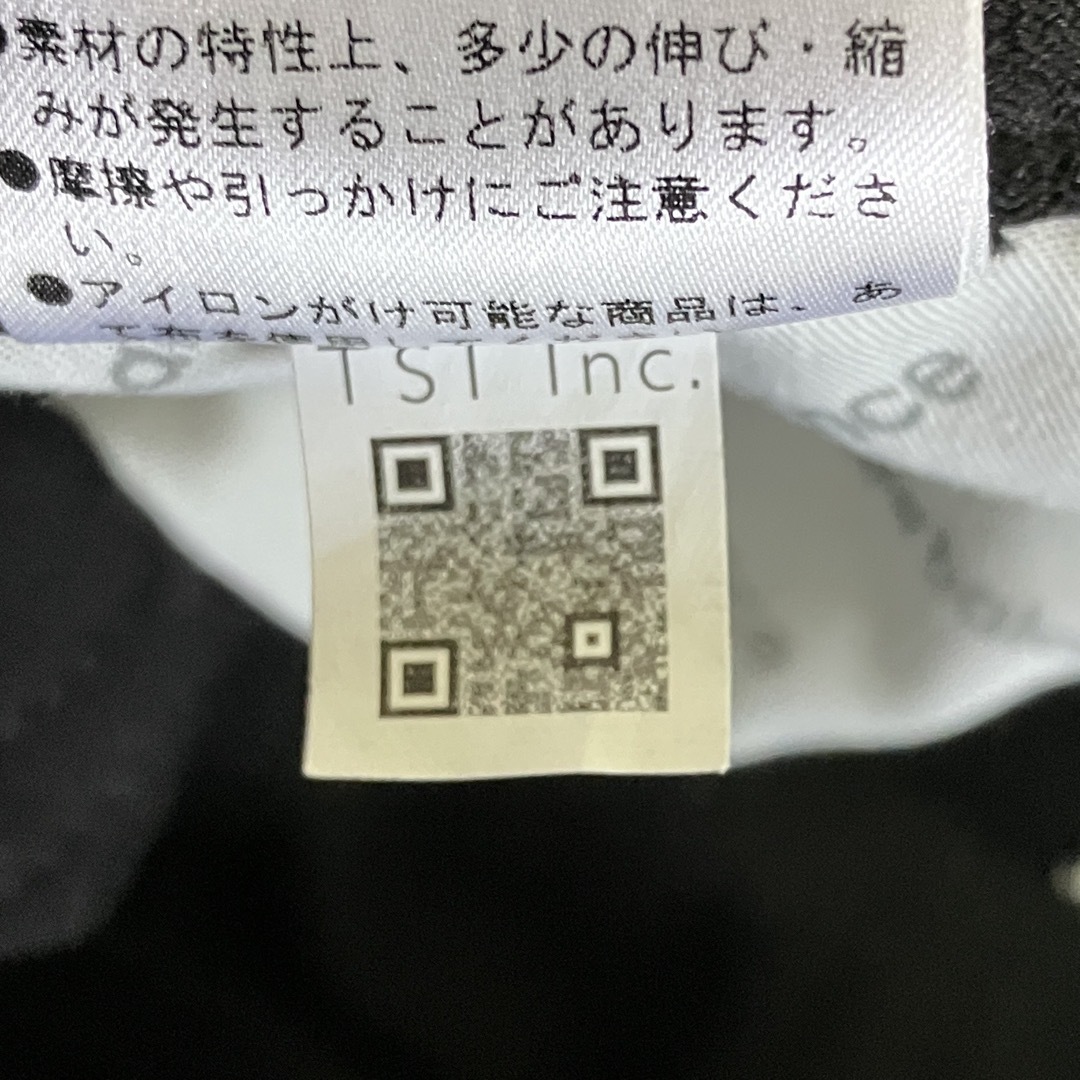 ●素材の特性上、多少の伸び・縮
みが発生することがあります。
●摩擦や引っかけにご注意くださ
い。
●アイロンがけ可能な商品は、あ
TST Inc.